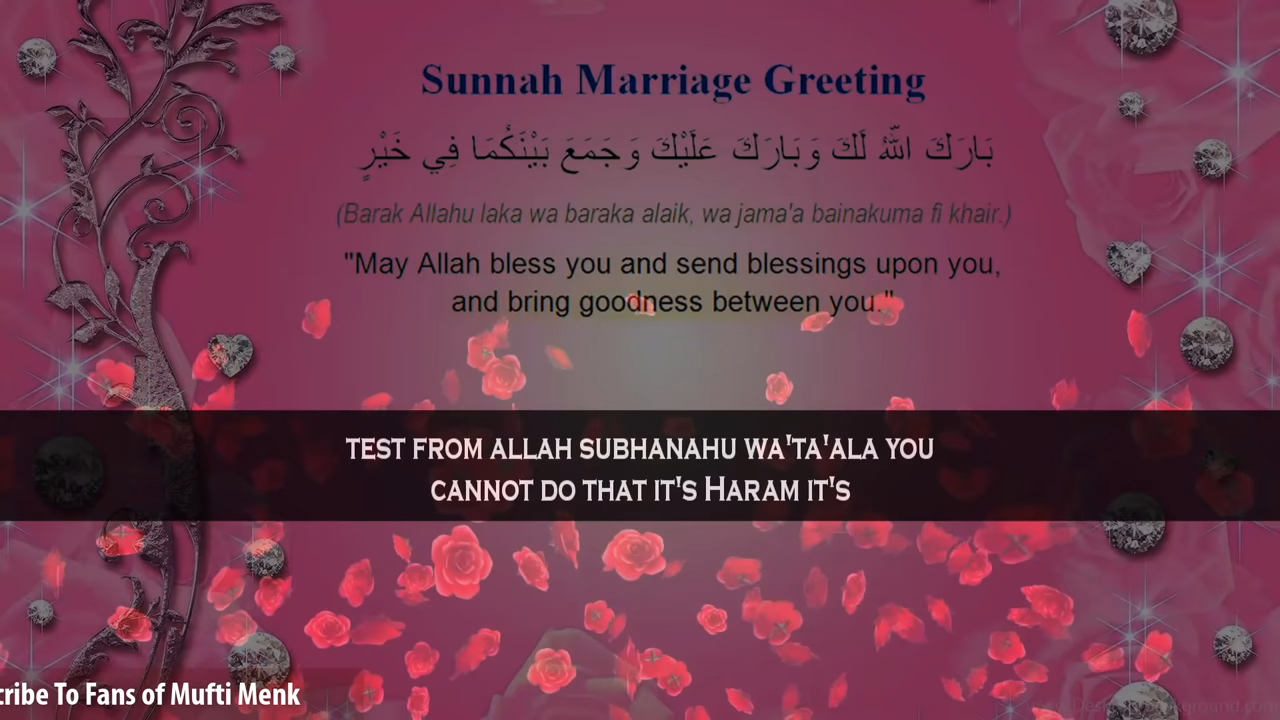 Sunnah Marriage Greeting
بَارَكَ اللَّهُ لَكَ وَبَارَكَ عَلَيْكَ وَجَمَعَ بَيْنَكُمَا فِي خَيْرٍ
(Barak Allahu laka wa baraka alaik, wa jama'a bainakuma fi khair.)
"May Allah bless you and send blessings upon you,
and bring goodness between you."
TEST FROM ALLAH SUBHANAHU WA'TA'ALA YOU
CANNOT DO THAT IT'S HARAM IT'S
cribe To Fans of Mufti Menk